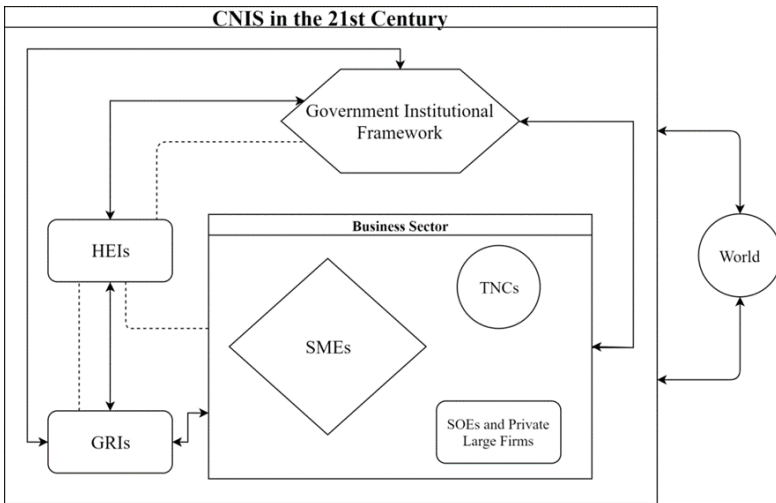 CNIS in the 21st Century
Government Institutional
Framework
HEIs
Business Sector
TNCs
World
SMEs
SOEs and Private
Large Firms
GRIs